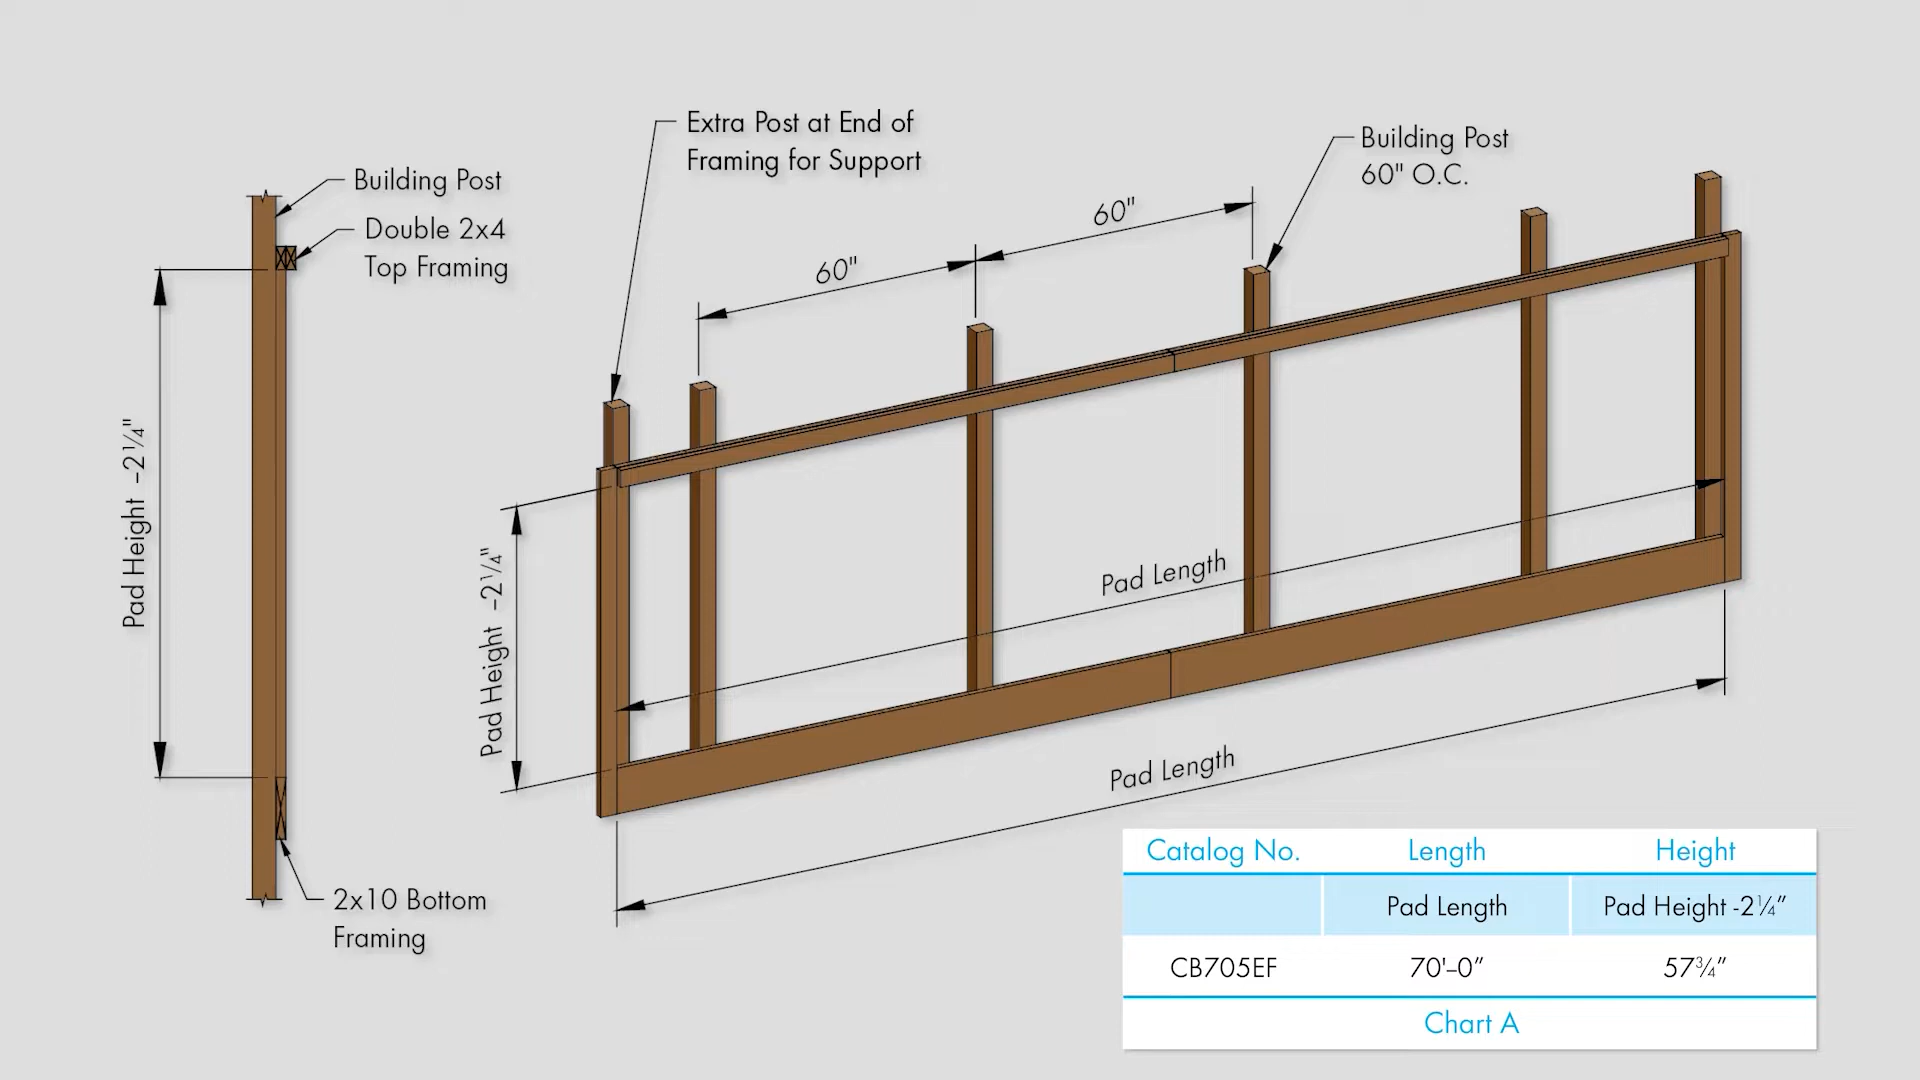 Extra Post at End of
Framing for Support
Building Post
60" O.C.
Building Post
Double 2x4
Top Framing
60"
60"
Pad Height -2¼"
Pad Height -2¼"
Pad Length
Pad Length
2x10 Bottom
Framing
Catalog No. Length Height
Pad Length Pad Height -2¼”
CB705EF 70'–0” 57¾”
Chart A